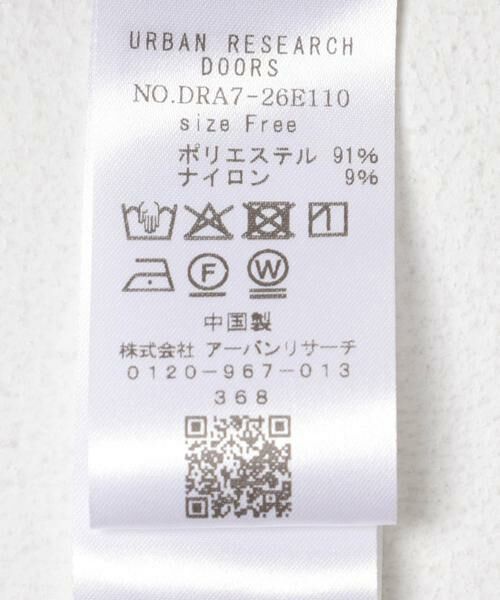 URBAN RESEARCH
DOORS
NO.DRA7-26E110
size Free
ポリエステル 91%
ナイロン 9%
F W
中国製
株式会社 アーバンリサーチ
0120-967-013
368